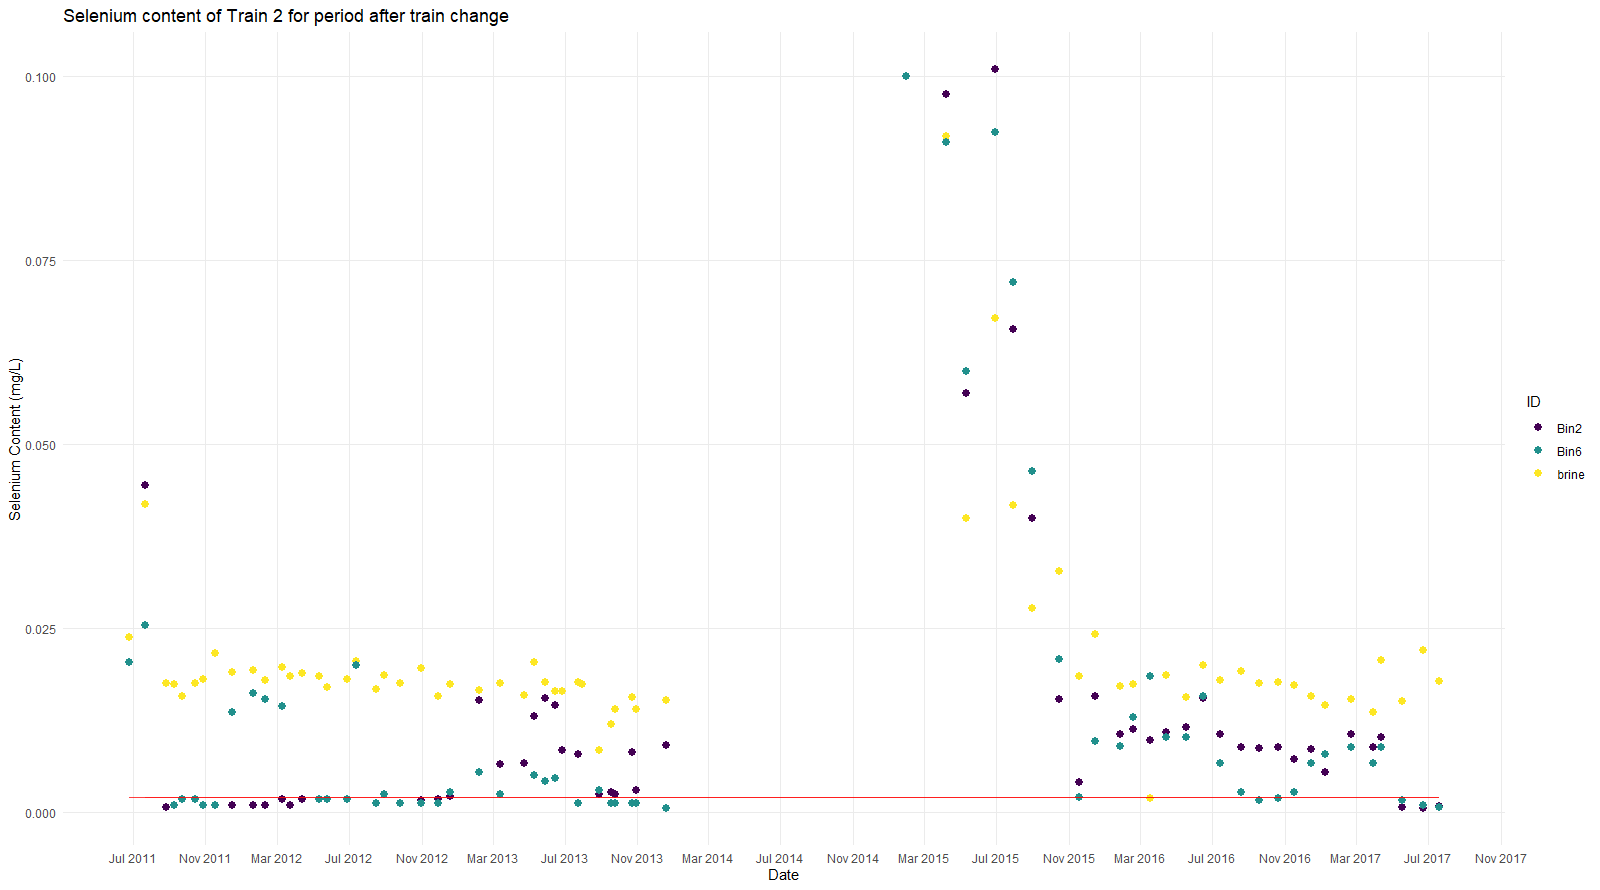 Selenium content of Train 2 for period after train change
0.100
0.075
0.050
0.025
0.000
Selenium Content (mg/L)
Jul 2011 Nov 2011 Mar 2012 Jul 2012 Nov 2012 Mar 2013 Jul 2013 Nov 2013 Mar 2014 Jul 2014 Nov 2014 Mar 2015 Jul 2015 Nov 2015 Mar 2016 Jul 2016 Nov 2016 Mar 2017 Jul 2017 Nov 2017
Date
ID
Bin2
Bin6
brine